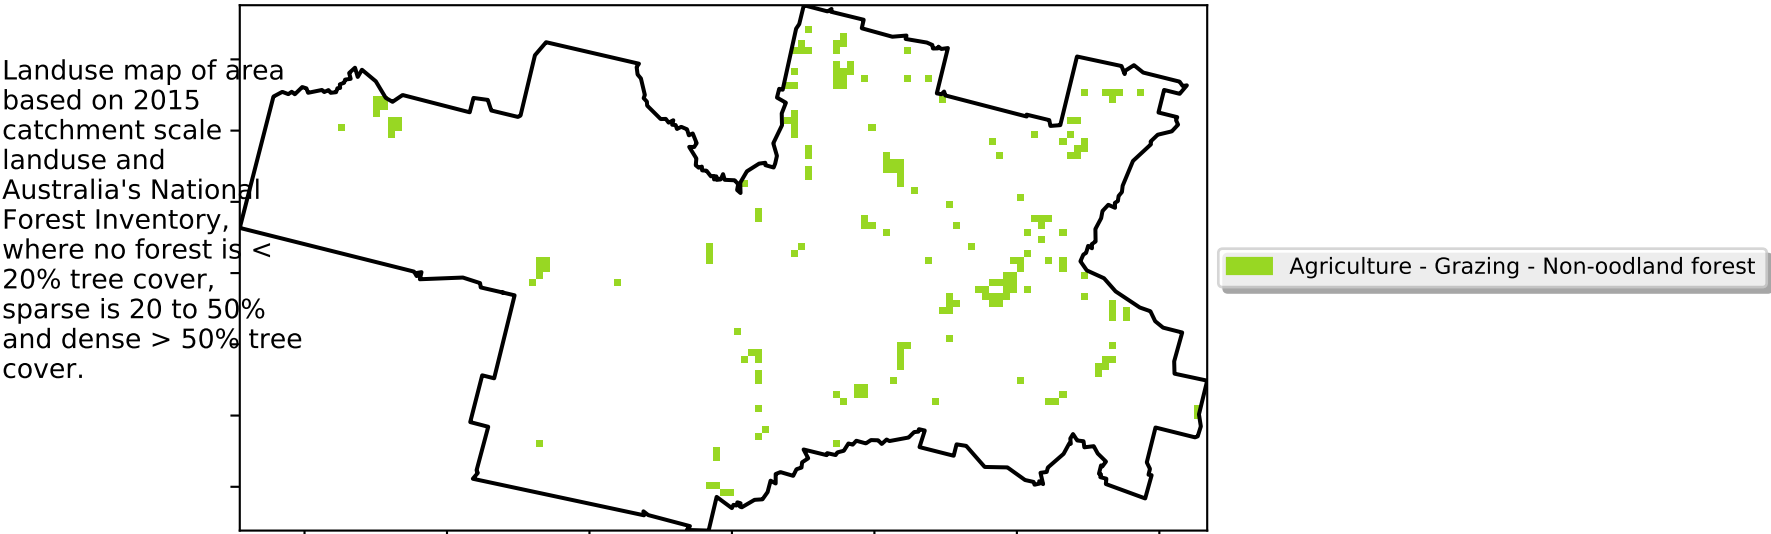 Landuse map of area
based on 2015
catchment scale
landuse and
Australia's National
Forest Inventory,
where no forest is <
20% tree cover,
sparse is 20 to 50%
and dense > 50% tree
cover.
Agriculture - Grazing - Non-oodland forest